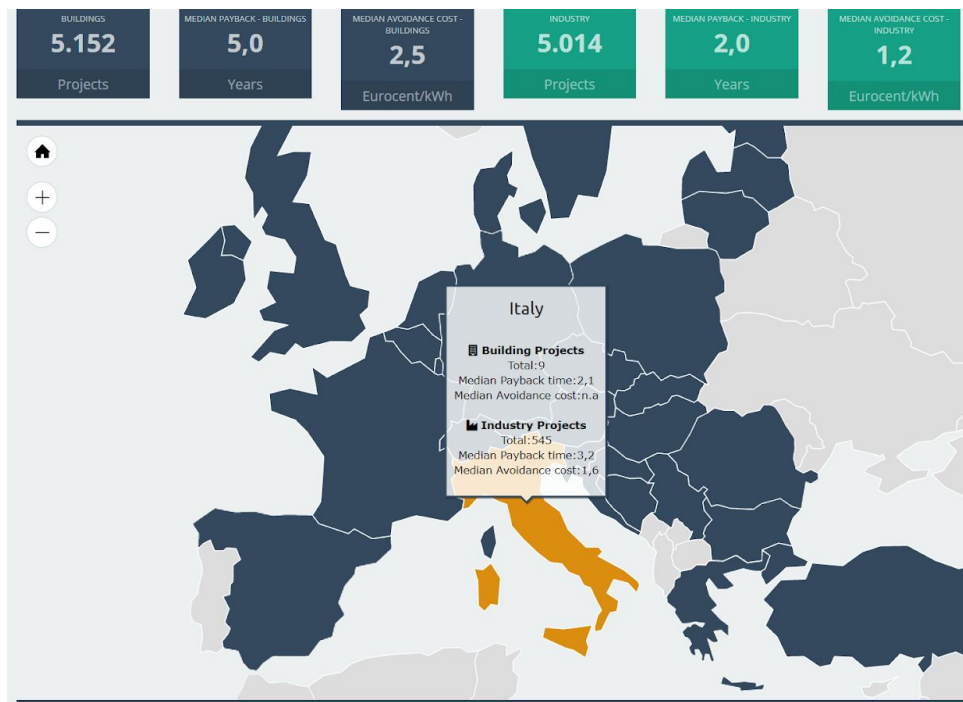 BUILDINGS
5.152
Projects
MEDIAN PAYBACK - BUILDINGS
5,0
Years
MEDIAN AVOIDANCE COST -
BUILDINGS
2,5
Eurocent/kWh
INDUSTRY
5.014
Projects
MEDIAN PAYBACK - INDUSTRY
2,0
Years
MEDIAN AVOIDANCE COST -
INDUSTRY
1,2
Eurocent/kWh
Italy
Building Projects
Total:9
Median Payback time:2,1
Median Avoidance cost:n.a
Industry Projects
Total:545
Median Payback time:3,2
Median Avoidance cost:1,6